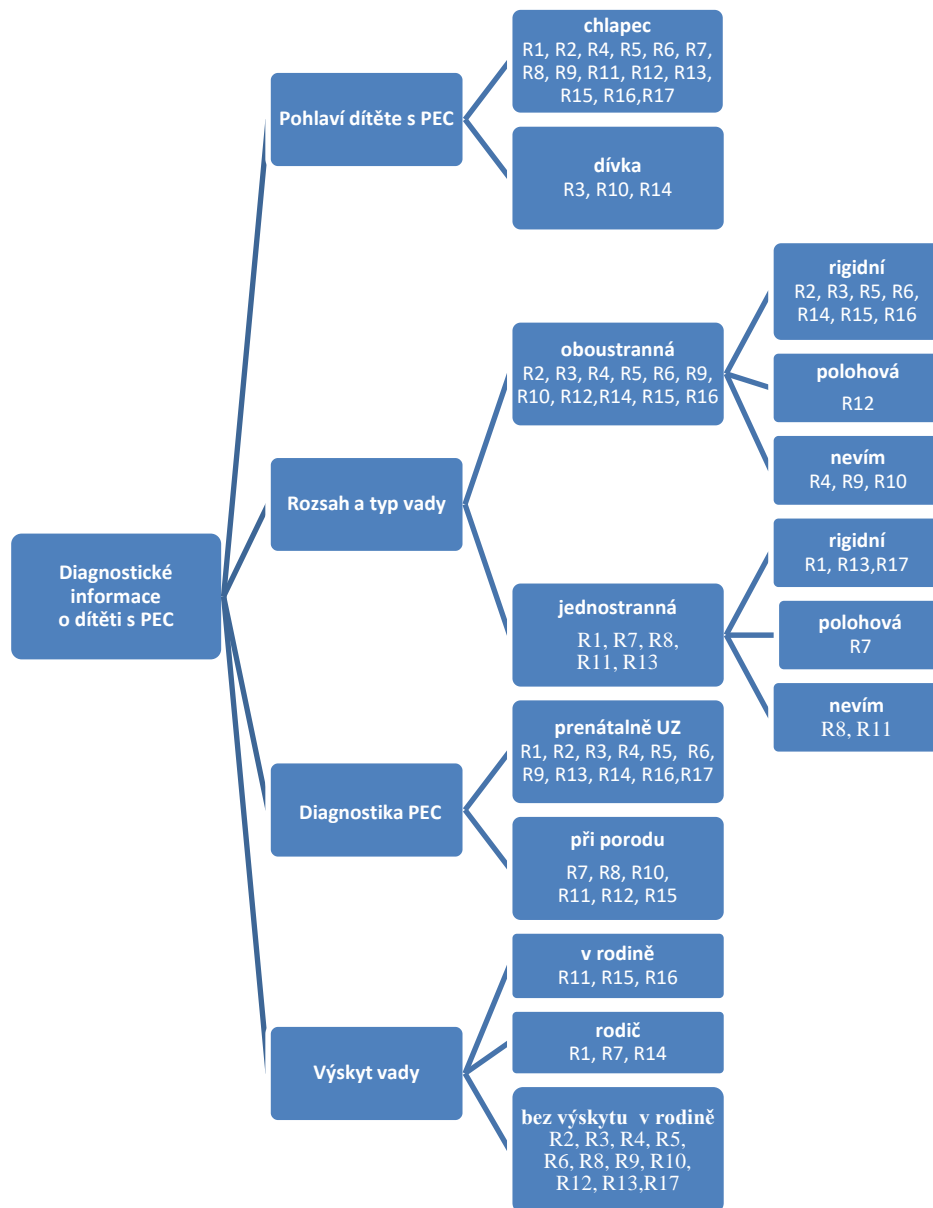 chlapec
R1, R2, R4, R5, R6, R7,
R8, R9, R11, R12, R13,
R15, R16,R17
Pohlaví dítěte s PEC
dívka
R3, R10, R14
rigidní
R2, R3, R5, R6,
R14, R15, R16
oboustranná
R2, R3, R4, R5, R6, R9,
R10, R12,R14, R15, R16
polohová
R12
nevím
R4, R9, R10
Rozsah a typ vady
rigidní
R1, R13,R17
Diagnostické
informace
o dítěti s PEC
jednostranná
R1, R7, R8,
R11, R13
polohová
R7
nevím
R8, R11
prenátalně UZ
R1, R2, R3, R4, R5, R6,
R9, R13, R14, R16,R17
Diagnostika PEC
při porodu
R7, R8, R10,
R11, R12, R15
v rodině
R11, R15, R16
rodič
R1, R7, R14
Výskyt vady
bez výskytu v rodině
R2, R3, R4, R5,
R6, R8, R9, R10,
R12, R13,R17